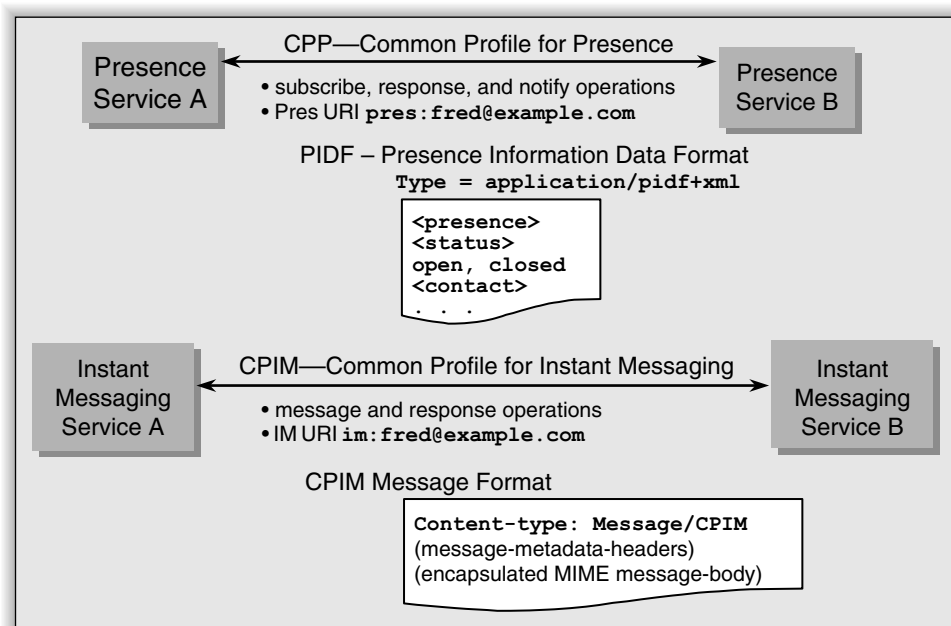 CPP—Common Profile for Presence
Presence
Service A
Presence
Service B
• subscribe, response, and notify operations
• Pres URI pres:fred@example.com
PIDF – Presence Information Data Format
Type = application/pidf+xml
<presence>
<status>
open, closed
<contact>
. . .
CPIM—Common Profile for Instant Messaging
Instant
Messaging
Service A
Instant
Messaging
Service B
• message and response operations
• IM URI im:fred@example.com
CPIM Message Format
Content-type: Message/CPIM
(message-metadata-headers)
(encapsulated MIME message-body)